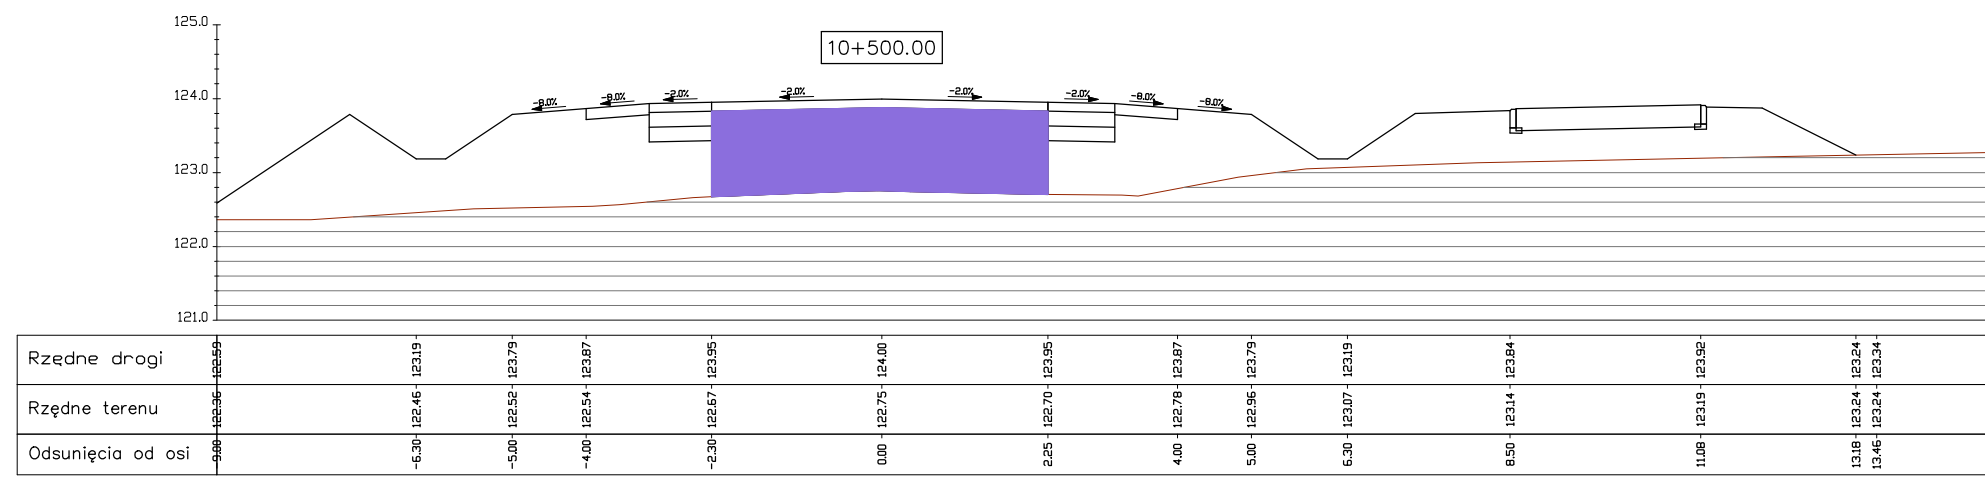 125.0
10+500.00
124.0
-8.0% -8.0% -2.0% -2.0% -2.0% -2.0% -8.0% -8.0%
123.0
122.0
121.0
Rzędne drogi 122.59 123.19 123.79 123.87 123.95 124.00 123.95 123.87 123.79 123.19 123.84 123.92 123.24 123.34
Rzędne terenu 122.36 122.46 122.52 122.54 122.67 122.75 122.70 122.78 122.96 123.07 123.14 123.19 123.24 123.24
Odsunięcia od osi -9.00 -6.30 -5.00 -4.00 -2.30 0.00 2.25 4.00 5.00 6.30 8.50 11.08 13.18 13.46